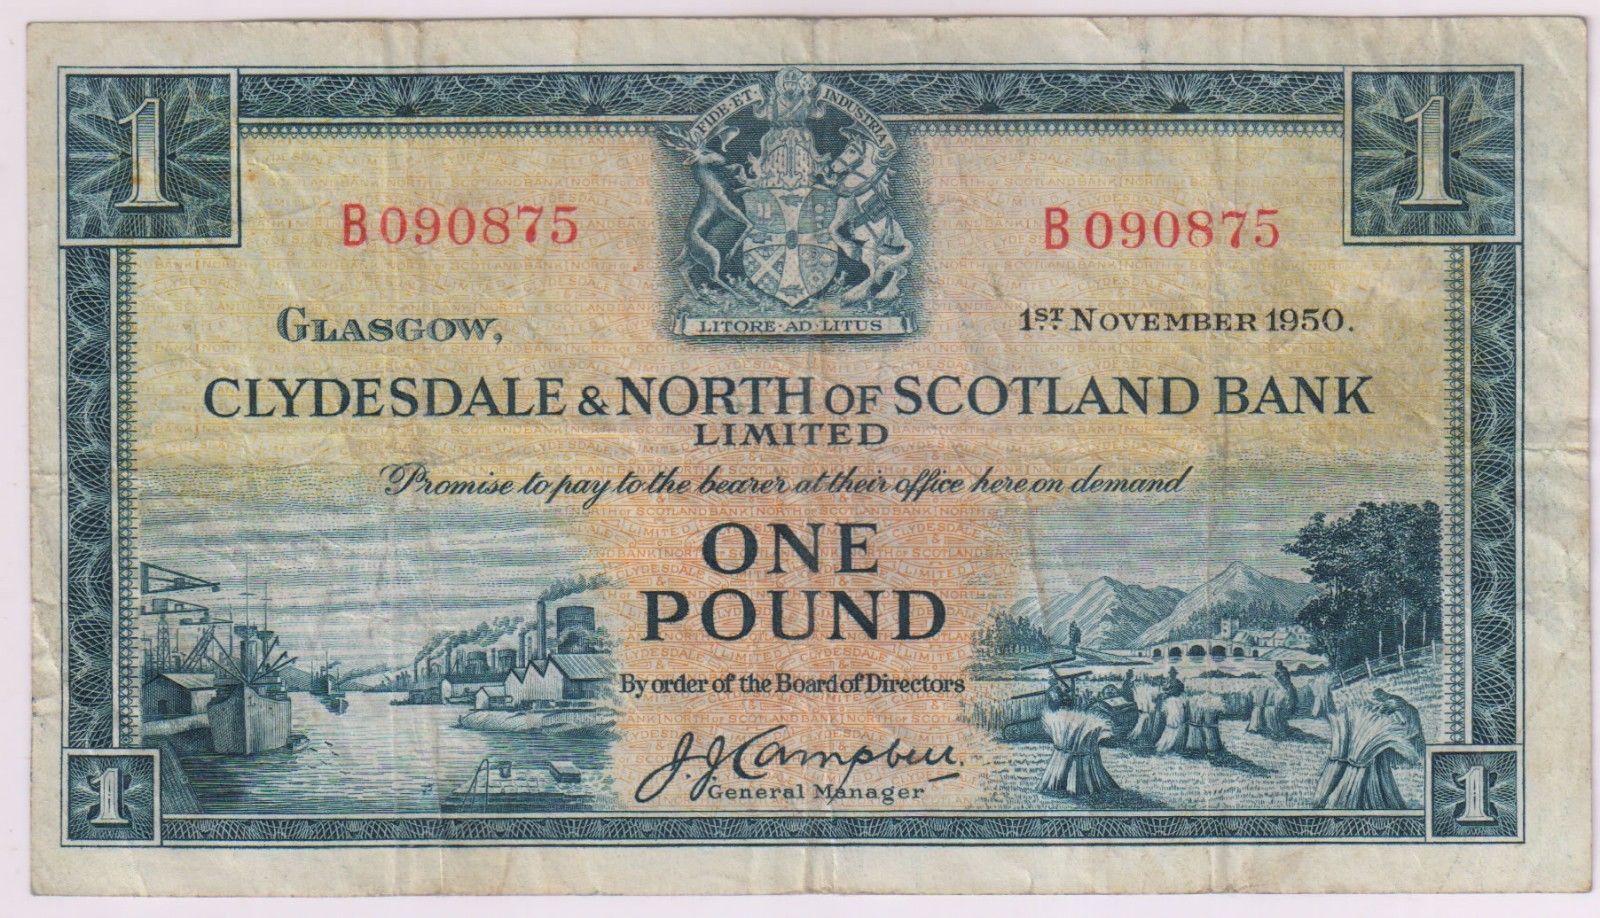 1 1
FIDE·ET· INDUSTRIA
B 090875 B 090875
LITORE·AD·LITUS
GLASGOW, 1ST NOVEMBER 1950.
CLYDESDALE & NORTH OF SCOTLAND BANK
LIMITED
Promise to pay to the bearer at their office here on demand
ONE
POUND
By order of the Board of Directors
J. J. Campbell.
General Manager
1 1